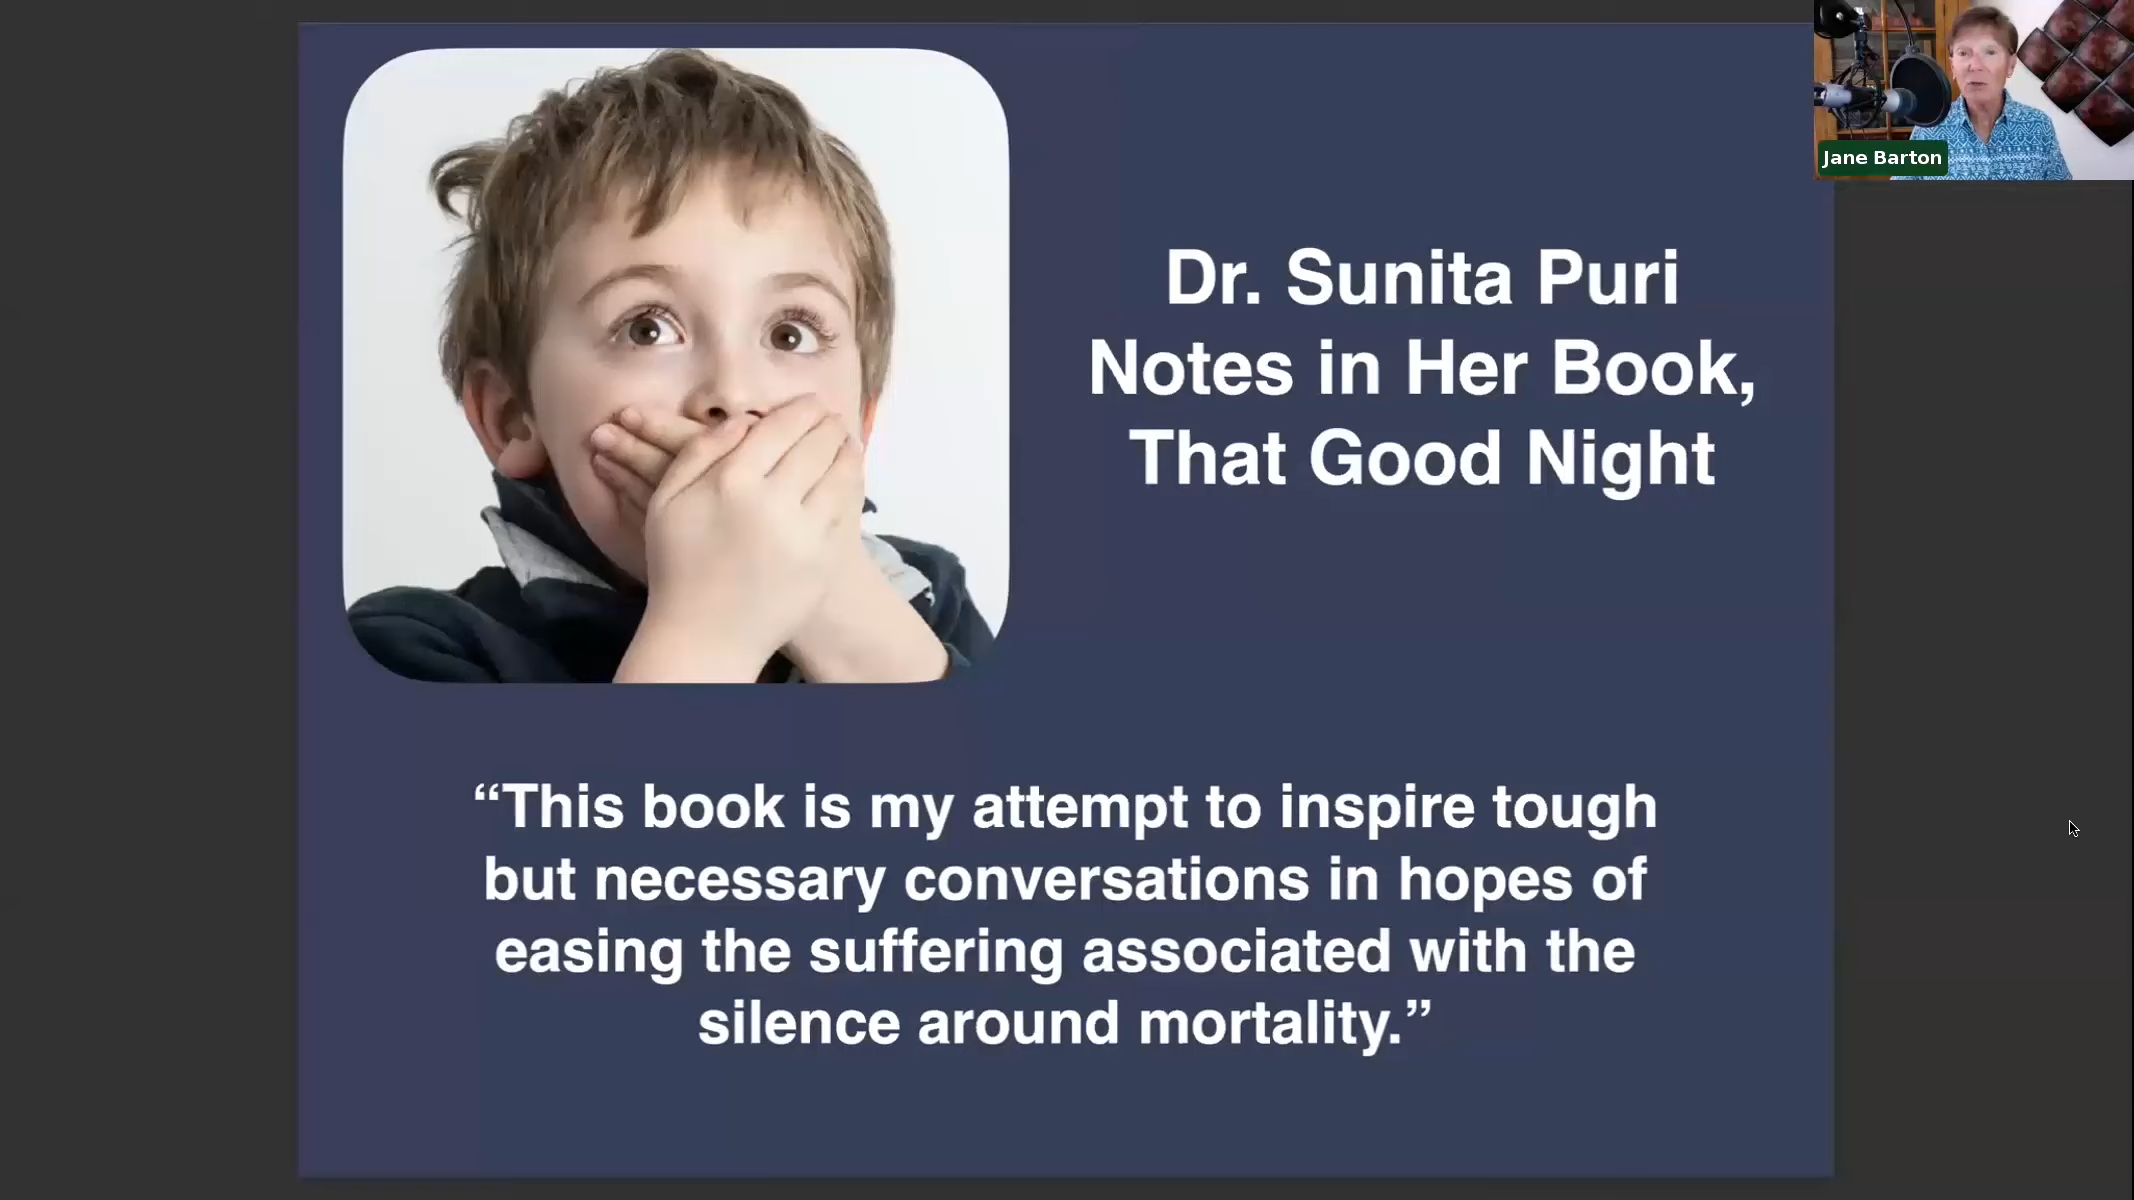 Jane Barton
Dr. Sunita Puri
Notes in Her Book,
That Good Night
“This book is my attempt to inspire tough
but necessary conversations in hopes of
easing the suffering associated with the
silence around mortality.”